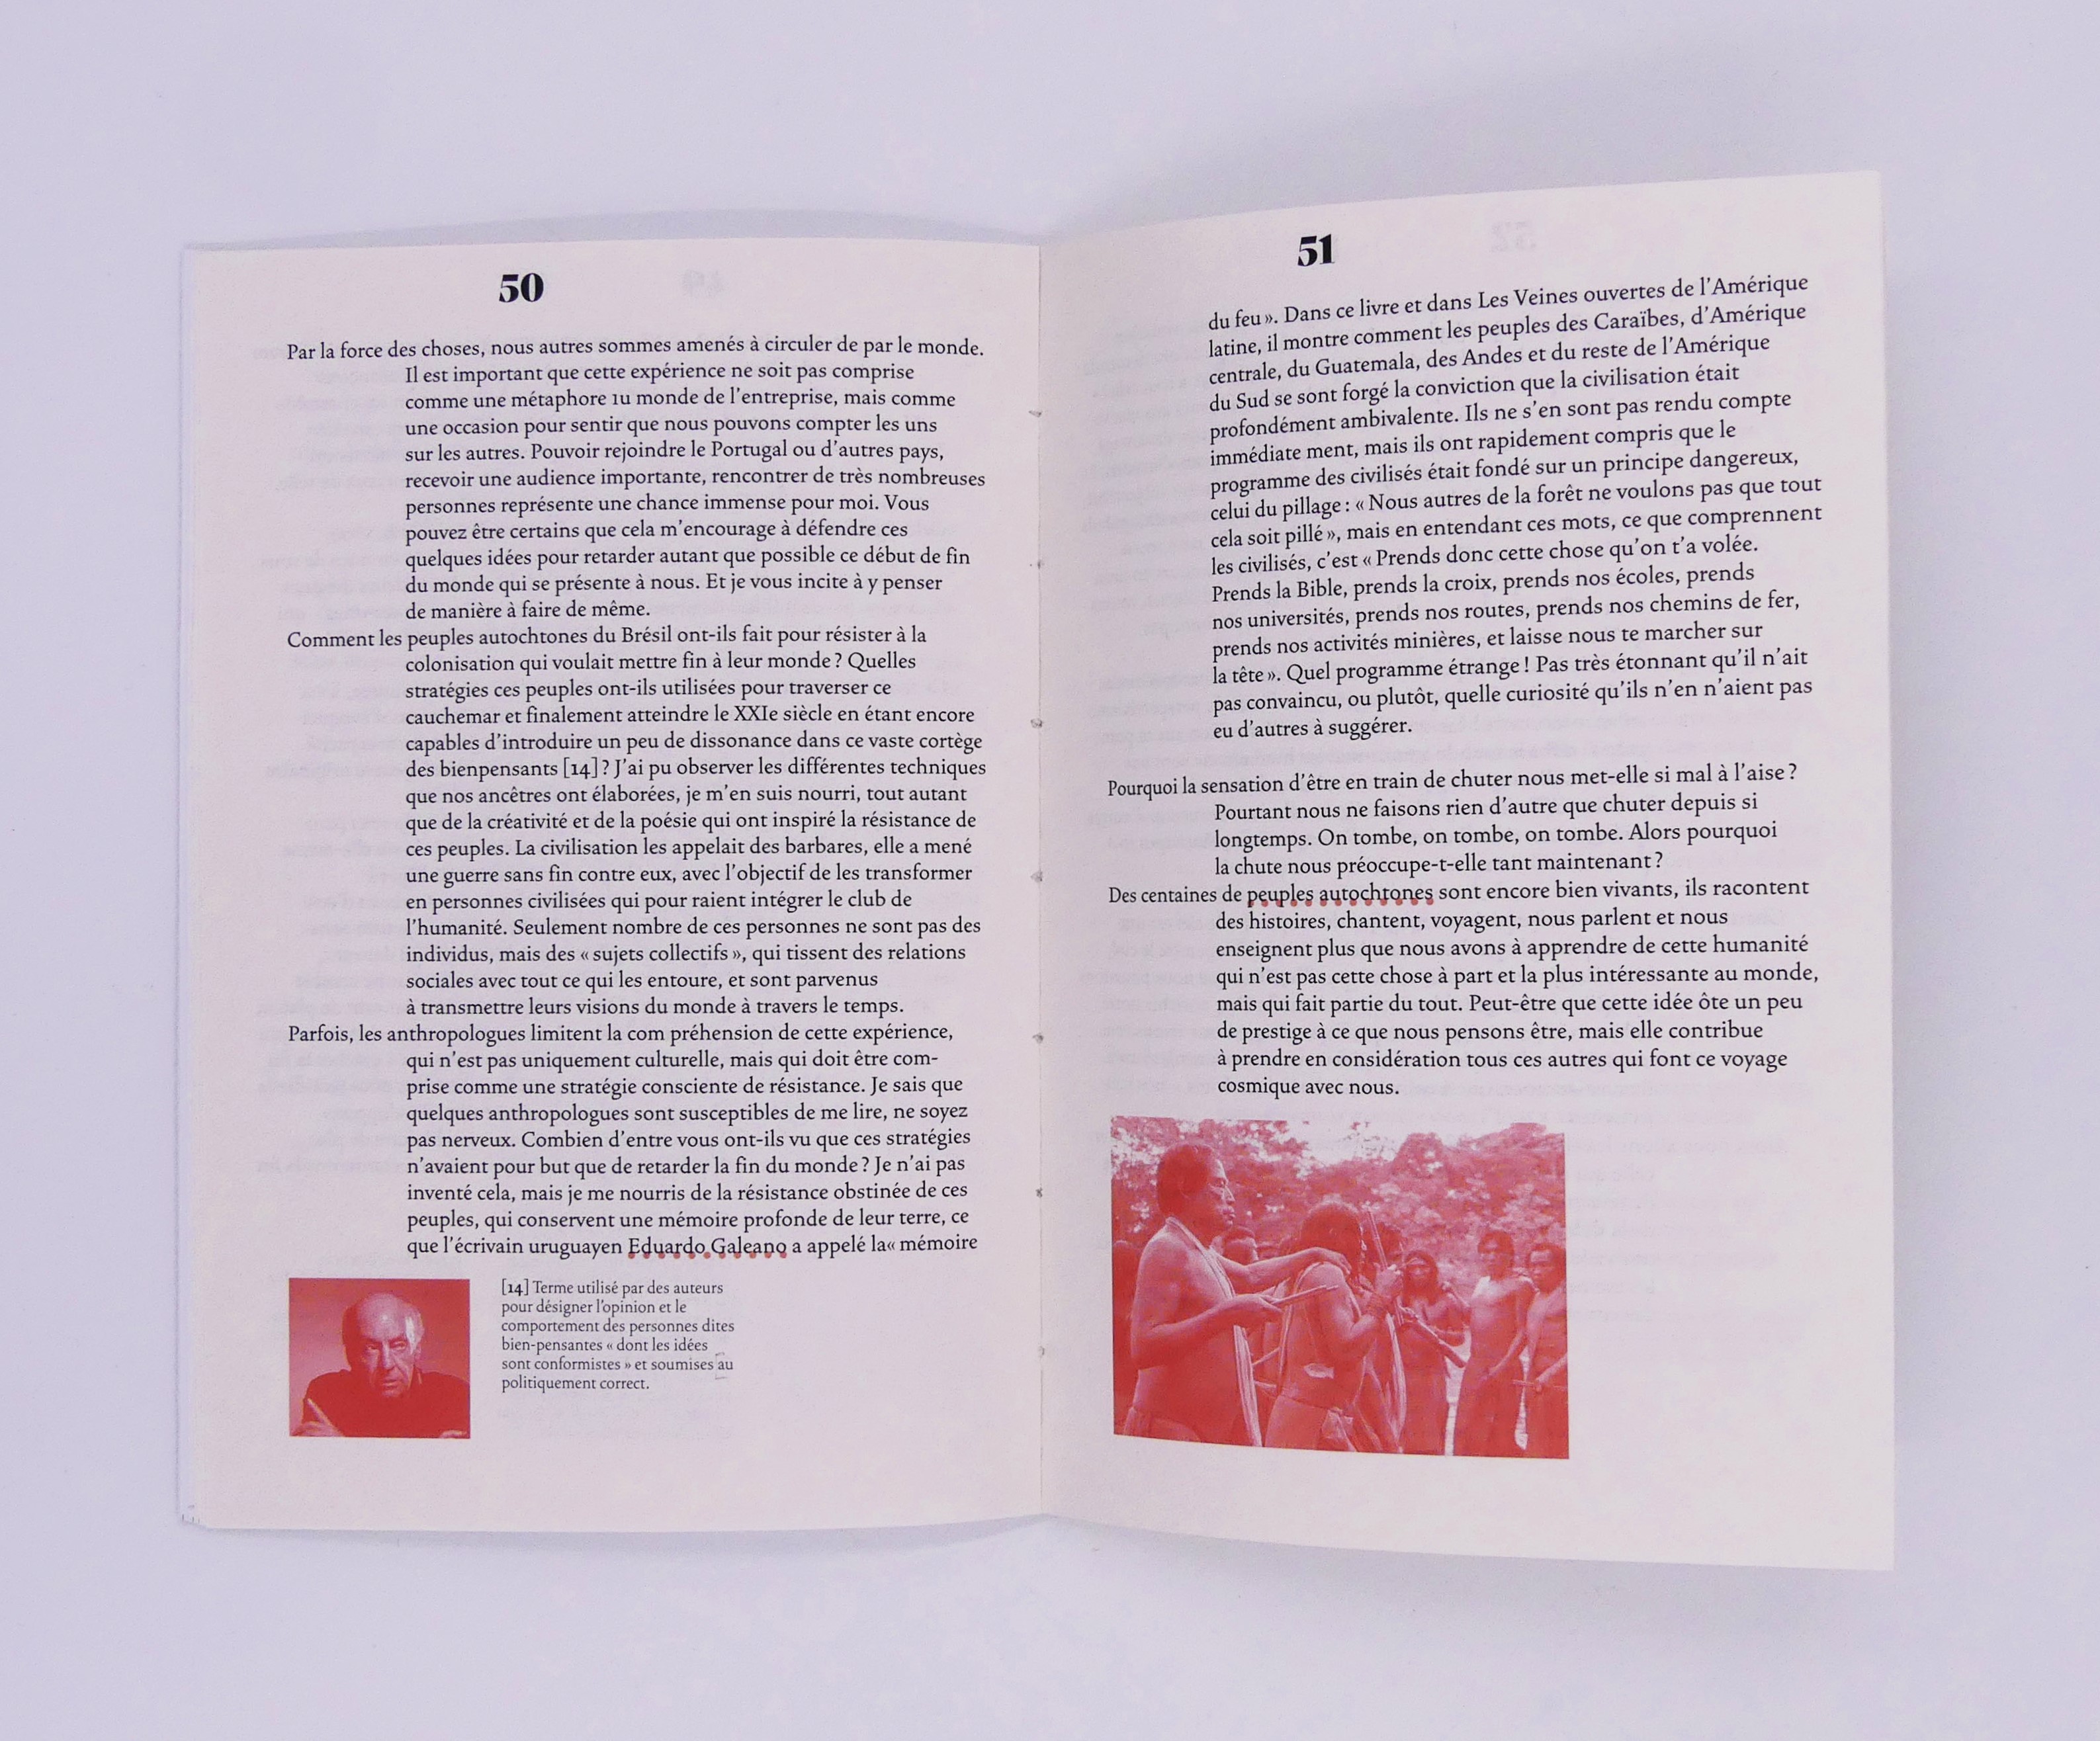 50
Par la force des choses, nous autres sommes amenés à circuler de par le monde.
Il est important que cette expérience ne soit pas comprise
comme une métaphore 1u monde de l'entreprise, mais comme
une occasion pour sentir que nous pouvons compter les uns
sur les autres. Pouvoir rejoindre le Portugal ou d'autres pays,
recevoir une audience importante, rencontrer de très nombreuses
personnes représente une chance immense pour moi. Vous
pouvez être certains que cela m'encourage à défendre ces
quelques idées pour retarder autant que possible ce début de fin
du monde qui se présente à nous. Et je vous incite à y penser
de manière à faire de même.
Comment les peuples autochtones du Brésil ont-ils fait pour résister à la
colonisation qui voulait mettre fin à leur monde ? Quelles
stratégies ces peuples ont-ils utilisées pour traverser ce
cauchemar et finalement atteindre le XXIe siècle en étant encore
capables d'introduire un peu de dissonance dans ce vaste cortège
des bienpensants [14] ? J'ai pu observer les différentes techniques
que nos ancêtres ont élaborées, je m'en suis nourri, tout autant
que de la créativité et de la poésie qui ont inspiré la résistance de
ces peuples. La civilisation les appelait des barbares, elle a mené
une guerre sans fin contre eux, avec l'objectif de les transformer
en personnes civilisées qui pour raient intégrer le club de
l'humanité. Seulement nombre de ces personnes ne sont pas des
individus, mais des « sujets collectifs », qui tissent des relations
sociales avec tout ce qui les entoure, et sont parvenus
à transmettre leurs visions du monde à travers le temps.
Parfois, les anthropologues limitent la com préhension de cette expérience,
qui n'est pas uniquement culturelle, mais qui doit être com-
prise comme une stratégie consciente de résistance. Je sais que
quelques anthropologues sont susceptibles de me lire, ne soyez
pas nerveux. Combien d'entre vous ont-ils vu que ces stratégies
n'avaient pour but que de retarder la fin du monde ? Je n'ai pas
inventé cela, mais je me nourris de la résistance obstinée de ces
peuples, qui conservent une mémoire profonde de leur terre, ce
que l'écrivain uruguayen Eduardo Galeano a appelé la« mémoire
[14] Terme utilisé par des auteurs
pour désigner l'opinion et le
comportement des personnes dites
bien-pensantes « dont les idées
sont conformistes » et soumises au
politiquement correct.
51
du feu ». Dans ce livre et dans Les Veines ouvertes de l'Amérique
latine, il montre comment les peuples des Caraïbes, d'Amérique
centrale, du Guatemala, des Andes et du reste de l'Amérique
du Sud se sont forgé la conviction que la civilisation était
profondément ambivalente. Ils ne s'en sont pas rendu compte
immédiate ment, mais ils ont rapidement compris que le
programme des civilisés était fondé sur un principe dangereux,
celui du pillage : « Nous autres de la forêt ne voulons pas que tout
cela soit pillé », mais en entendant ces mots, ce que comprennent
les civilisés, c'est « Prends donc cette chose qu'on t'a volée.
Prends la Bible, prends la croix, prends nos écoles, prends
nos universités, prends nos routes, prends nos chemins de fer,
prends nos activités minières, et laisse nous te marcher sur
la tête ». Quel programme étrange ! Pas très étonnant qu'il n'ait
pas convaincu, ou plutôt, quelle curiosité qu'ils n'en n'aient pas
eu d'autres à suggérer.
Pourquoi la sensation d'être en train de chuter nous met-elle si mal à l'aise ?
Pourtant nous ne faisons rien d'autre que chuter depuis si
longtemps. On tombe, on tombe, on tombe. Alors pourquoi
la chute nous préoccupe-t-elle tant maintenant ?
Des centaines de peuples autochtones sont encore bien vivants, ils racontent
des histoires, chantent, voyagent, nous parlent et nous
enseignent plus que nous avons à apprendre de cette humanité
qui n'est pas cette chose à part et la plus intéressante au monde,
mais qui fait partie du tout. Peut-être que cette idée ôte un peu
de prestige à ce que nous pensons être, mais elle contribue
à prendre en considération tous ces autres qui font ce voyage
cosmique avec nous.